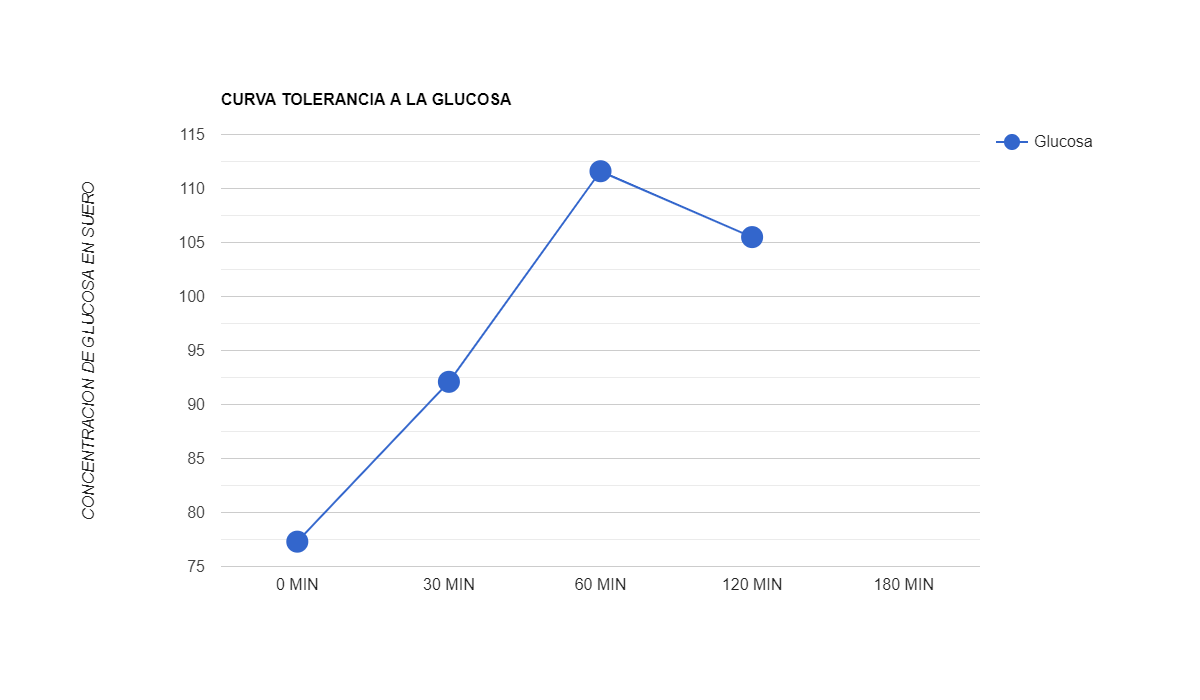 CURVA TOLERANCIA A LA GLUCOSA
115
110
105
100
95
90
85
80
75
CONCENTRACION DE GLUCOSA EN SUERO
0 MIN
30 MIN
60 MIN
120 MIN
180 MIN
Glucosa